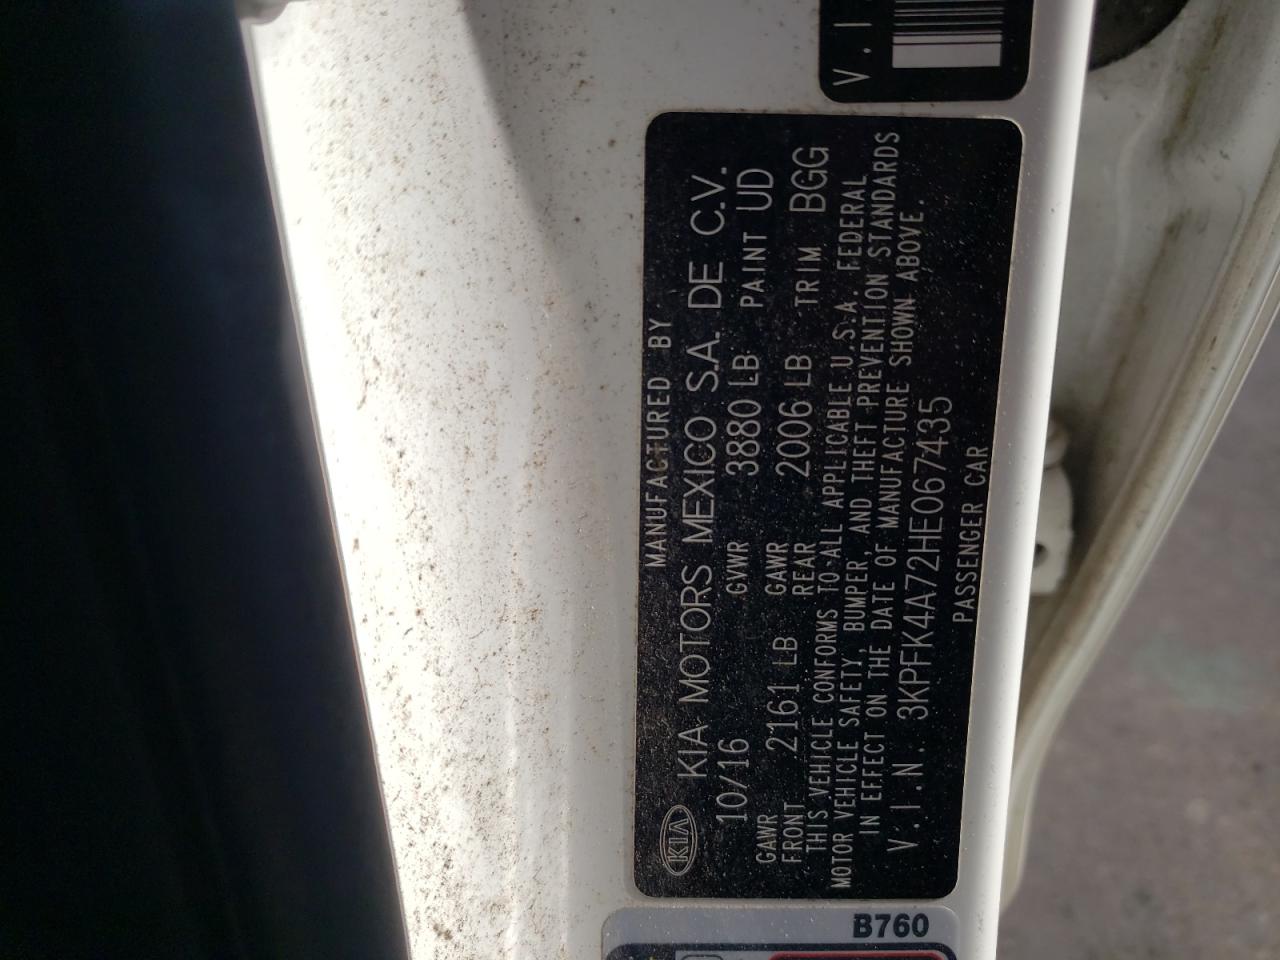 V.I
MANUFACTURED BY
KIA KIA MOTORS MEXICO S.A. DE C.V.
10/16 GVWR 3880 LB PAINT UD
GAWR FRONT 2161 LB GAWR REAR 2006 LB TRIM BGG
THIS VEHICLE CONFORMS TO ALL APPLICABLE U.S.A FEDERAL
MOTOR VEHICLE SAFETY, BUMPER, AND THEFT PREVENTION STANDARDS
IN EFFECT ON THE DATE OF MANUFACTURE SHOWN ABOVE.
V.I.N. 3KPFK4A72HE067435
PASSENGER CAR
B760